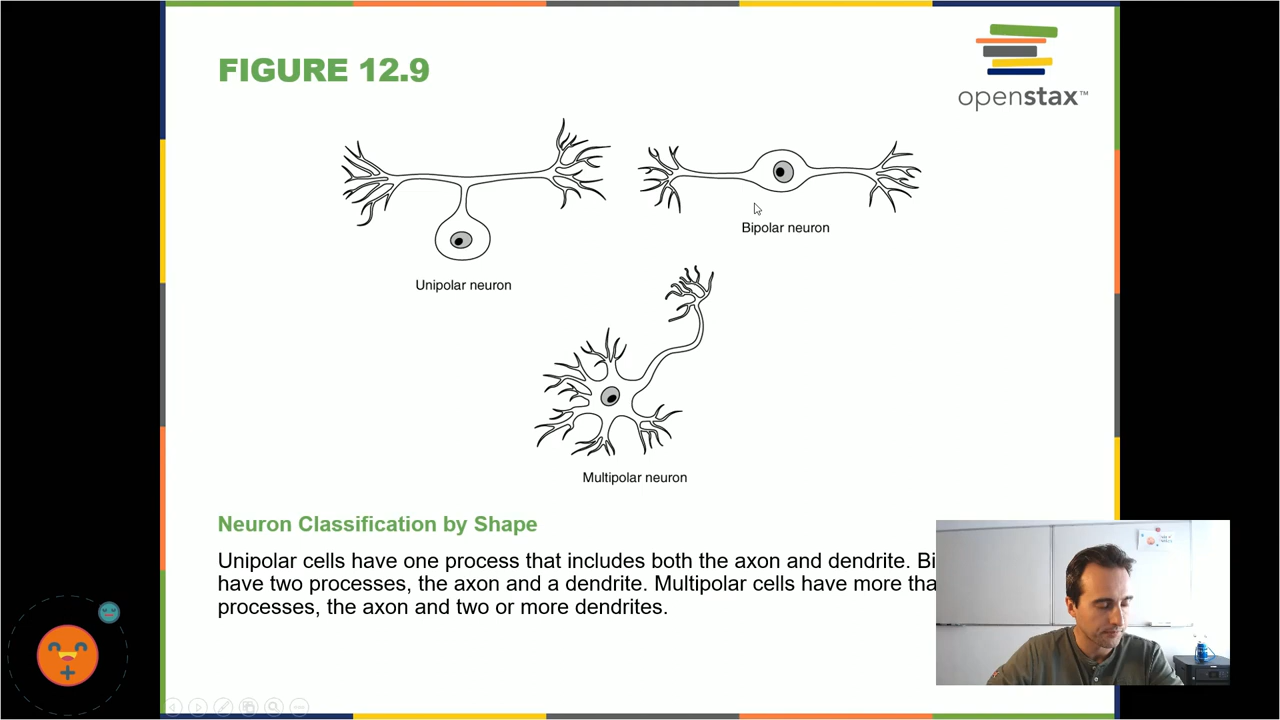 FIGURE 12.9
openstax™
Unipolar neuron
Bipolar neuron
Multipolar neuron
Neuron Classification by Shape
Unipolar cells have one process that includes both the axon and dendrite. Bi
have two processes, the axon and a dendrite. Multipolar cells have more tha
processes, the axon and two or more dendrites.